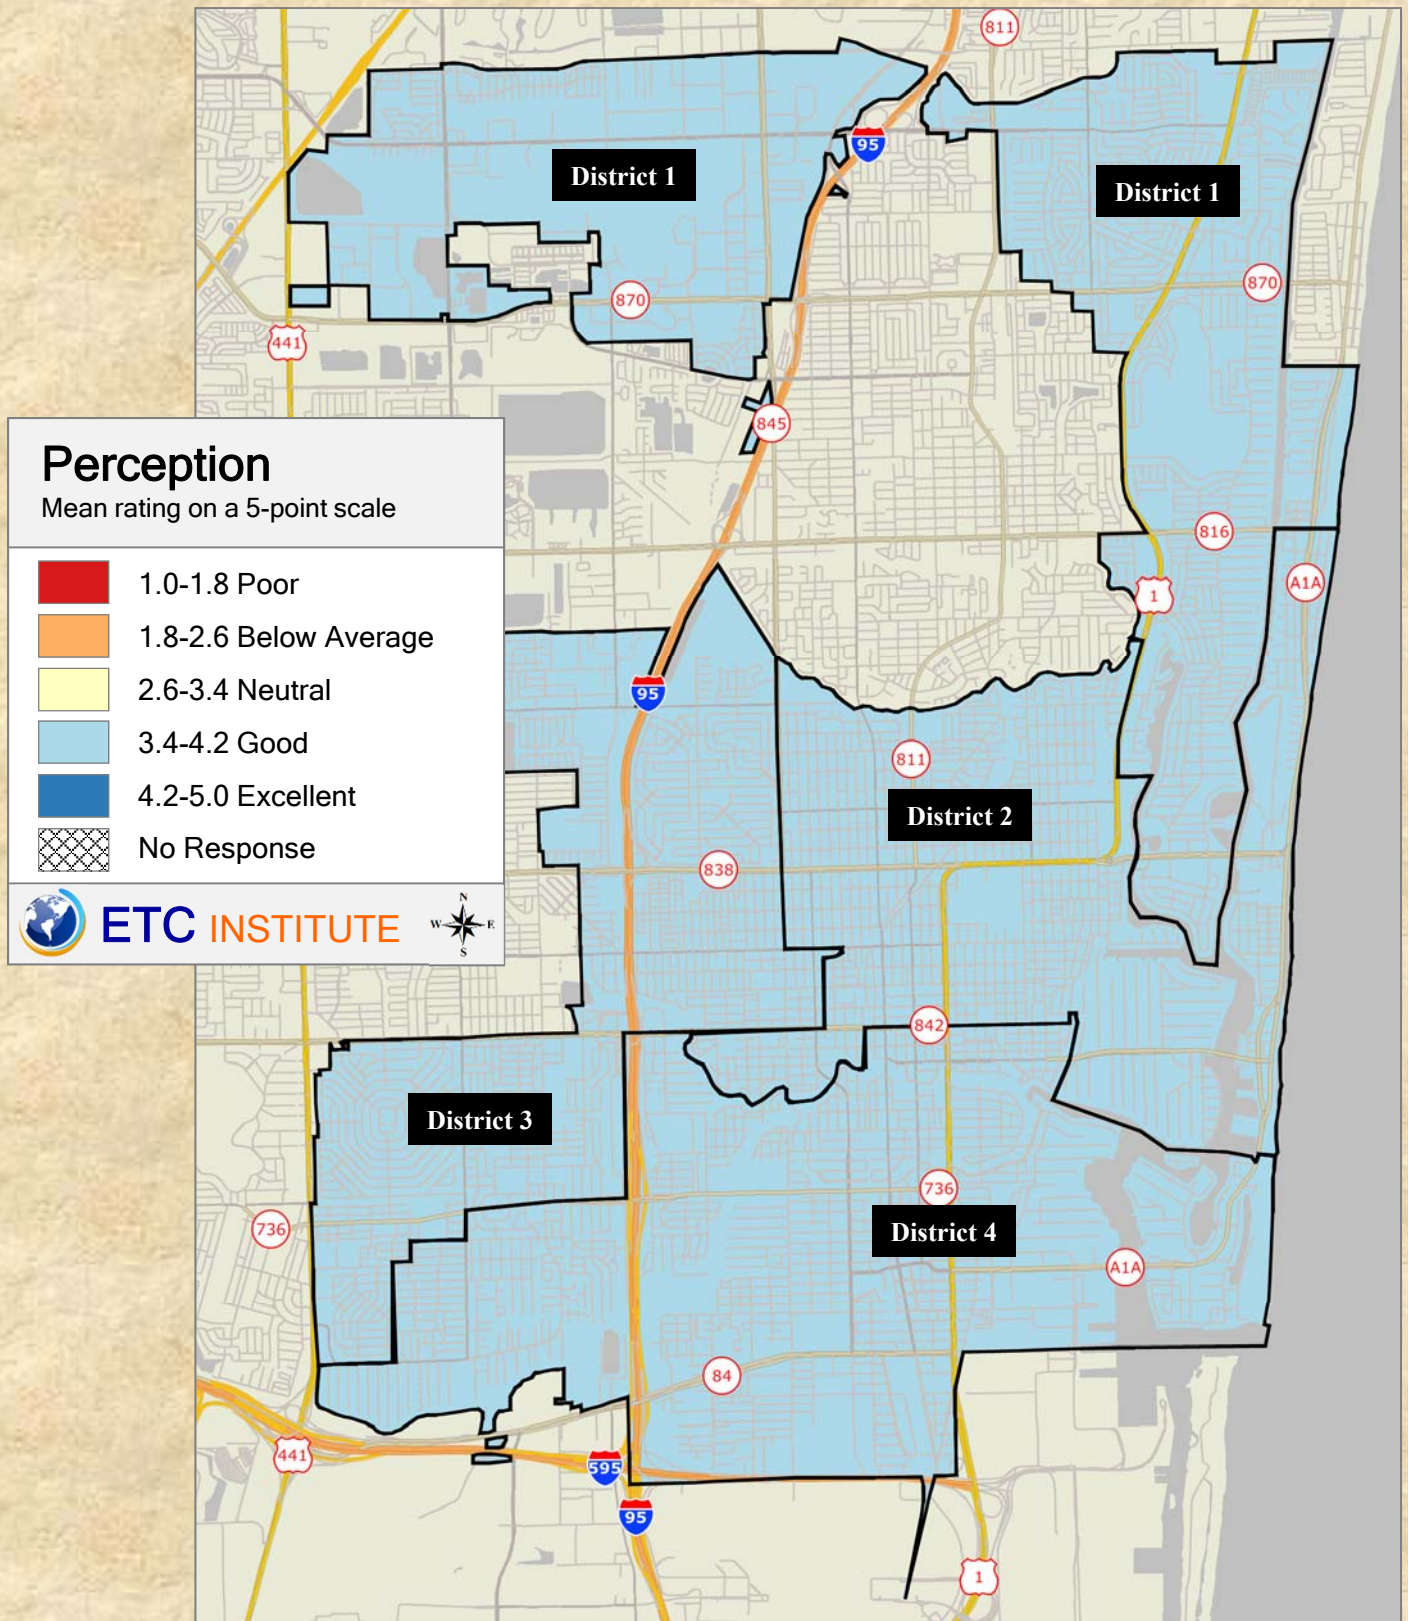 811
95
District 1
District 1
870
870
441
845
Perception
Mean rating on a 5-point scale
1.0-1.8 Poor
1.8-2.6 Below Average
2.6-3.4 Neutral
3.4-4.2 Good
4.2-5.0 Excellent
No Response
ETC INSTITUTE
N
W E
S
816
A1A
1
95
811
District 2
838
842
District 3
736
736
District 4
A1A
84
441
595
95
1